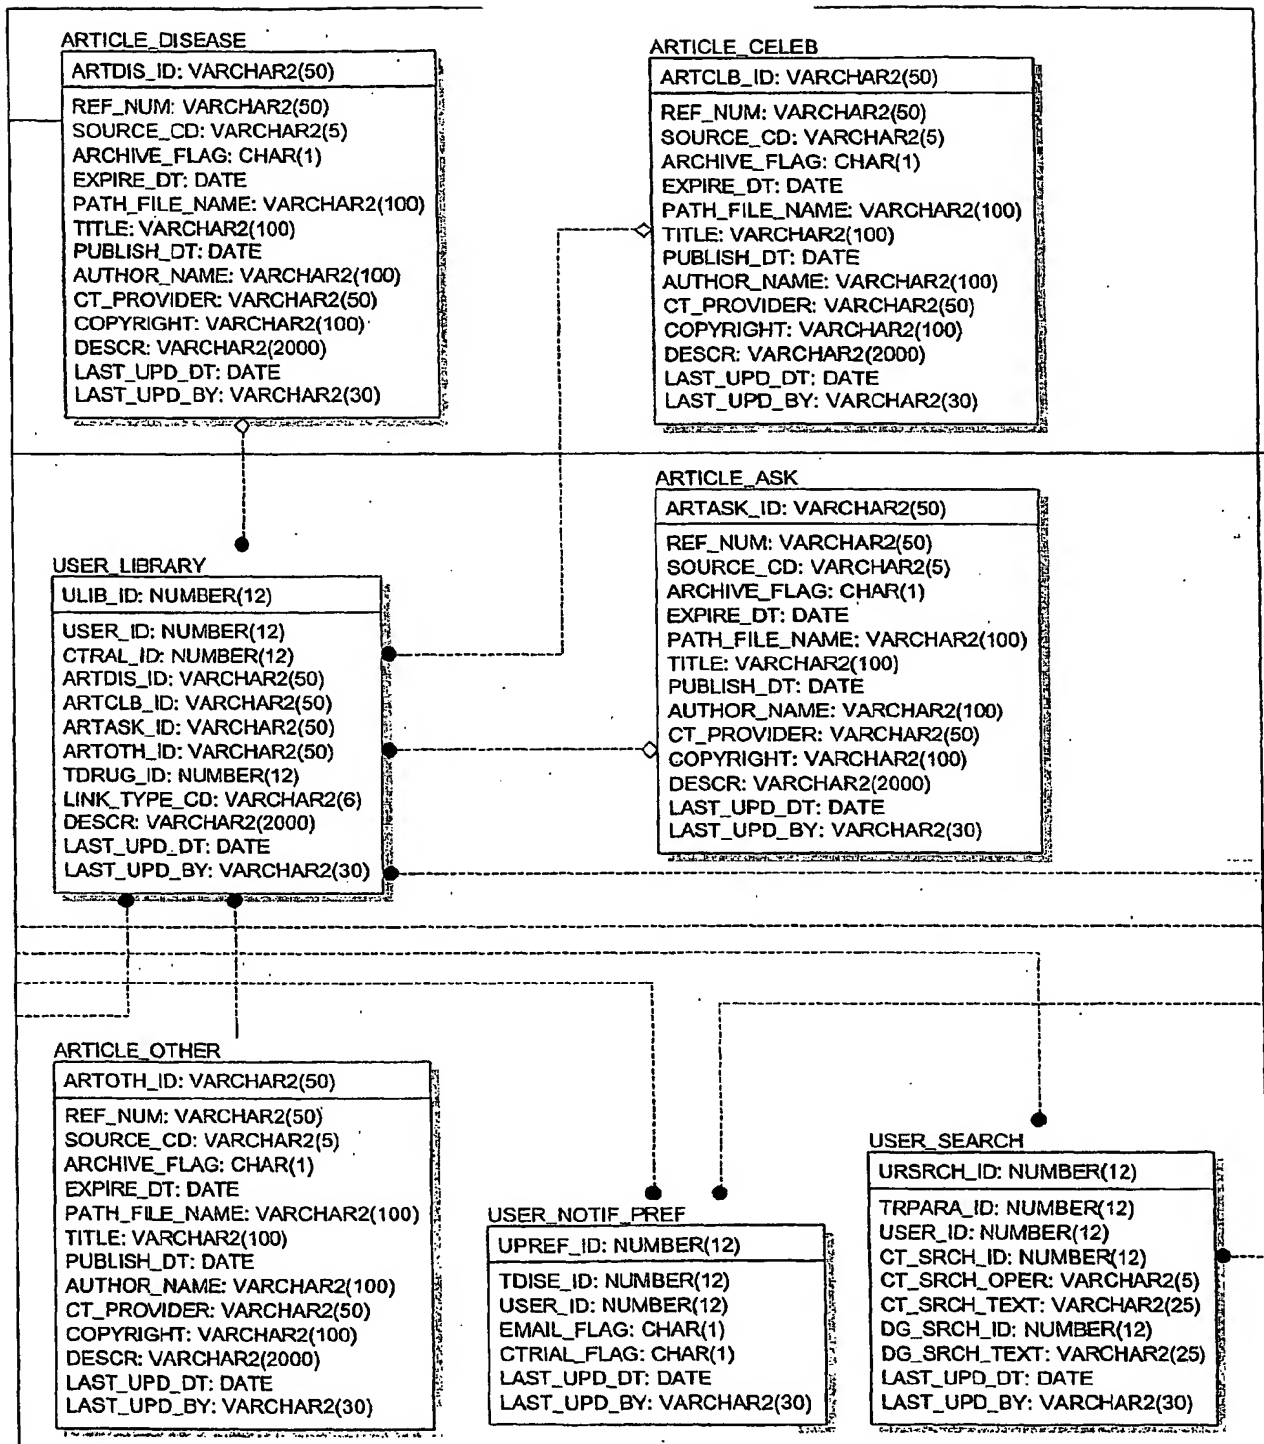 ARTICLE_DISEASE
ARTDIS_ID: VARCHAR2(50)
REF_NUM: VARCHAR2(50)
SOURCE_CD: VARCHAR2(5)
ARCHIVE_FLAG: CHAR(1)
EXPIRE_DT: DATE
PATH_FILE_NAME: VARCHAR2(100)
TITLE: VARCHAR2(100)
PUBLISH_DT: DATE
AUTHOR_NAME: VARCHAR2(100)
CT_PROVIDER: VARCHAR2(50)
COPYRIGHT: VARCHAR2(100)
DESCR: VARCHAR2(2000)
LAST_UPD_DT: DATE
LAST_UPD_BY: VARCHAR2(30)
ARTICLE_CELEB
ARTCLB_ID: VARCHAR2(50)
REF_NUM: VARCHAR2(50)
SOURCE_CD: VARCHAR2(5)
ARCHIVE_FLAG: CHAR(1)
EXPIRE_DT: DATE
PATH_FILE_NAME: VARCHAR2(100)
TITLE: VARCHAR2(100)
PUBLISH_DT: DATE
AUTHOR_NAME: VARCHAR2(100)
CT_PROVIDER: VARCHAR2(50)
COPYRIGHT: VARCHAR2(100)
DESCR: VARCHAR2(2000)
LAST_UPD_DT: DATE
LAST_UPD_BY: VARCHAR2(30)
USER_LIBRARY
ULIB_ID: NUMBER(12)
USER_ID: NUMBER(12)
CTRAL_ID: NUMBER(12)
ARTDIS_ID: VARCHAR2(50)
ARTCLB_ID: VARCHAR2(50)
ARTASK_ID: VARCHAR2(50)
ARTOTH_ID: VARCHAR2(50)
TDRUG_ID: NUMBER(12)
LINK_TYPE_CD: VARCHAR2(6)
DESCR: VARCHAR2(2000)
LAST_UPD_DT: DATE
LAST_UPD_BY: VARCHAR2(30)
ARTICLE_ASK
ARTASK_ID: VARCHAR2(50)
REF_NUM: VARCHAR2(50)
SOURCE_CD: VARCHAR2(5)
ARCHIVE_FLAG: CHAR(1)
EXPIRE_DT: DATE
PATH_FILE_NAME: VARCHAR2(100)
TITLE: VARCHAR2(100)
PUBLISH_DT: DATE
AUTHOR_NAME: VARCHAR2(100)
CT_PROVIDER: VARCHAR2(50)
COPYRIGHT: VARCHAR2(100)
DESCR: VARCHAR2(2000)
LAST_UPD_DT: DATE
LAST_UPD_BY: VARCHAR2(30)
ARTICLE_OTHER
ARTOTH_ID: VARCHAR2(50)
REF_NUM: VARCHAR2(50)
SOURCE_CD: VARCHAR2(5)
ARCHIVE_FLAG: CHAR(1)
EXPIRE_DT: DATE
PATH_FILE_NAME: VARCHAR2(100)
TITLE: VARCHAR2(100)
PUBLISH_DT: DATE
AUTHOR_NAME: VARCHAR2(100)
CT_PROVIDER: VARCHAR2(50)
COPYRIGHT: VARCHAR2(100)
DESCR: VARCHAR2(2000)
LAST_UPD_DT: DATE
LAST_UPD_BY: VARCHAR2(30)
USER_NOTIF_PREF
UPREF_ID: NUMBER(12)
TDISE_ID: NUMBER(12)
USER_ID: NUMBER(12)
EMAIL_FLAG: CHAR(1)
CTRIAL_FLAG: CHAR(1)
LAST_UPD_DT: DATE
LAST_UPD_BY: VARCHAR2(30)
USER_SEARCH
URSRCH_ID: NUMBER(12)
TRPARA_ID: NUMBER(12)
USER_ID: NUMBER(12)
CT_SRCH_ID: NUMBER(12)
CT_SRCH_OPER: VARCHAR2(5)
CT_SRCH_TEXT: VARCHAR2(25)
DG_SRCH_ID: NUMBER(12)
DG_SRCH_TEXT: VARCHAR2(25)
LAST_UPD_DT: DATE
LAST_UPD_BY: VARCHAR2(30)